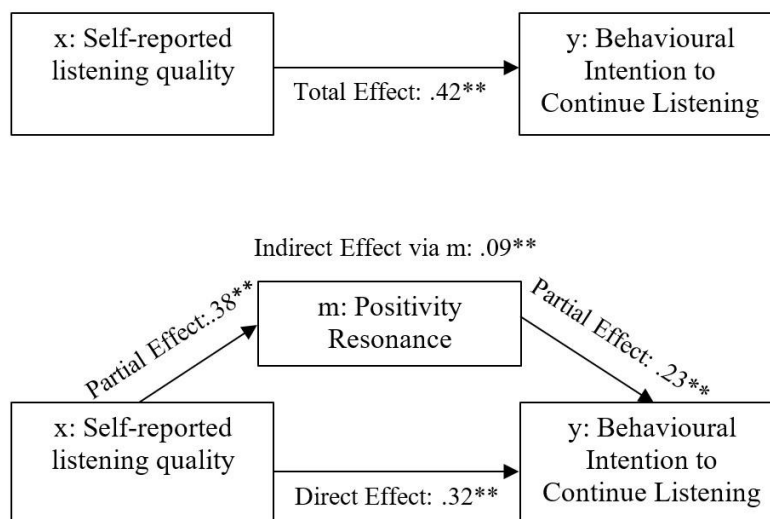 x: Self-reported
listening quality
Total Effect: .42**
y: Behavioural
Intention to
Continue Listening
Indirect Effect via m: .09**
Partial Effect:.38**
m: Positivity
Resonance
Partial Effect: .23**
x: Self-reported
listening quality
Direct Effect: .32**
y: Behavioural
Intention to
Continue Listening